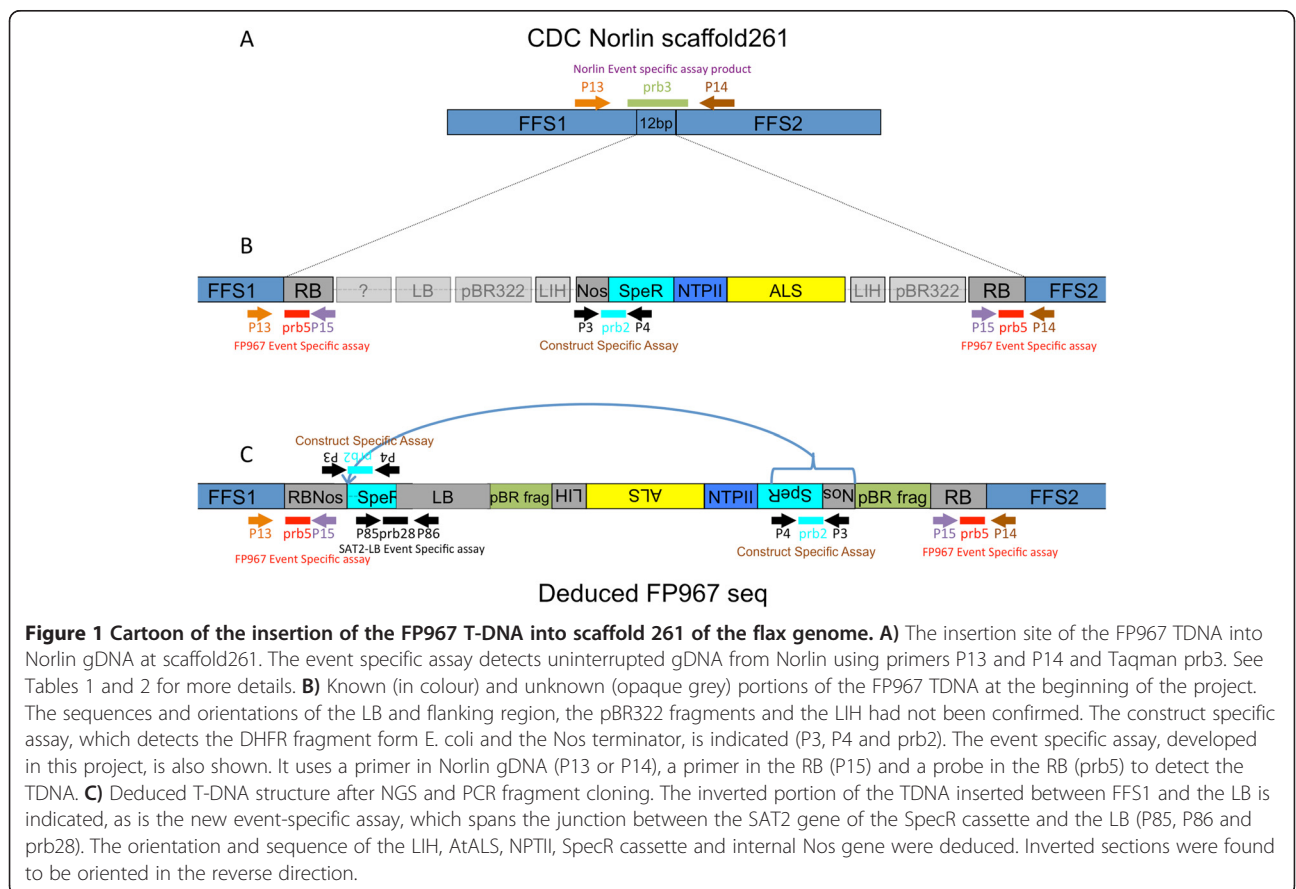 A
CDC Norlin scaffold261
Norlin Event specific assay product
P13 prb3 P14
FFS1 12bp FFS2
B
FFS1 RB ? LB pBR322 LIH Nos SpeR NTPII ALS LIH pBR322 RB FFS2
P13 prb5 P15 P3 prb2 P4 P15 prb5 P14
FP967 Event Specific assay Construct Specific Assay FP967 Event Specific assay
C
Construct Specific Assay
P3 prb2 P4
FFS1 RBNos SpeR LB pBR frag LIH ALS NTPII SpeR Nos pBR frag RB FFS2
P13 prb5 P15 P85 prb28 P86 P4 prb2 P3 P15 prb5 P14
SAT2-LB Event Specific assay Construct Specific Assay
FP967 Event Specific assay FP967 Event Specific assay
Deduced FP967 seq
Figure 1 Cartoon of the insertion of the FP967 T-DNA into scaffold 261 of the flax genome. A) The insertion site of the FP967 TDNA into
Norlin gDNA at scaffold261. The event specific assay detects uninterrupted gDNA from Norlin using primers P13 and P14 and Taqman prb3. See
Tables 1 and 2 for more details. B) Known (in colour) and unknown (opaque grey) portions of the FP967 TDNA at the beginning of the project.
The sequences and orientations of the LB and flanking region, the pBR322 fragments and the LIH had not been confirmed. The construct specific
assay, which detects the DHFR fragment form E. coli and the Nos terminator, is indicated (P3, P4 and prb2). The event specific assay, developed
in this project, is also shown. It uses a primer in Norlin gDNA (P13 or P14), a primer in the RB (P15) and a probe in the RB (prb5) to detect the
TDNA. C) Deduced T-DNA structure after NGS and PCR fragment cloning. The inverted portion of the TDNA inserted between FFS1 and the LB is
indicated, as is the new event-specific assay, which spans the junction between the SAT2 gene of the SpecR cassette and the LB (P85, P86 and
prb28). The orientation and sequence of the LIH, AtALS, NPTII, SpecR cassette and internal Nos gene were deduced. Inverted sections were found
to be oriented in the reverse direction.